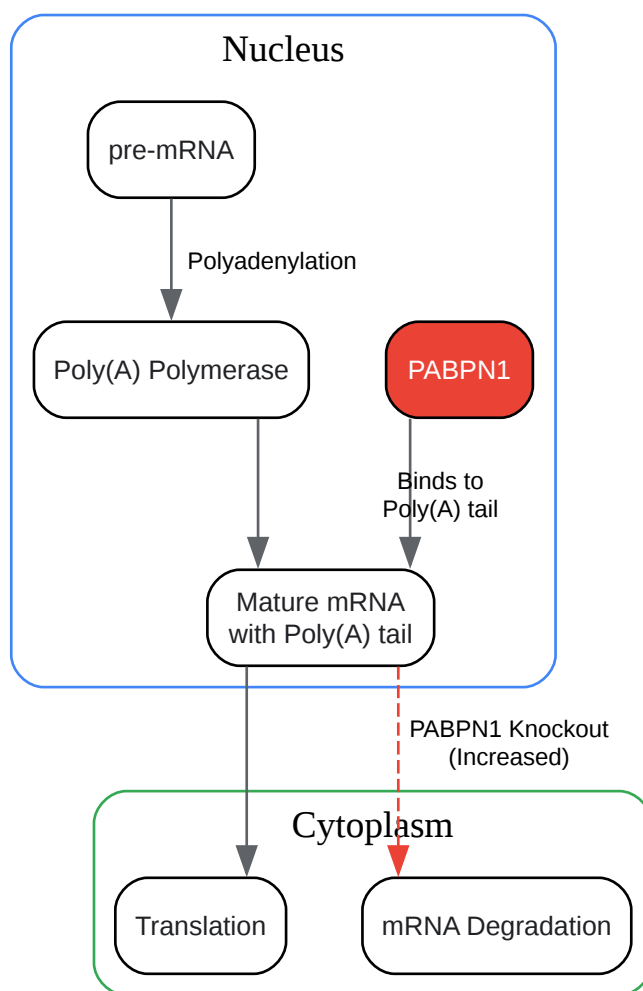 Nucleus
pre-mRNA
Polyadenylation
Poly(A) Polymerase
PABPN1
Binds to
Poly(A) tail
Mature mRNA
with Poly(A) tail
PABPN1 Knockout
(Increased)
Cytoplasm
Translation
mRNA Degradation